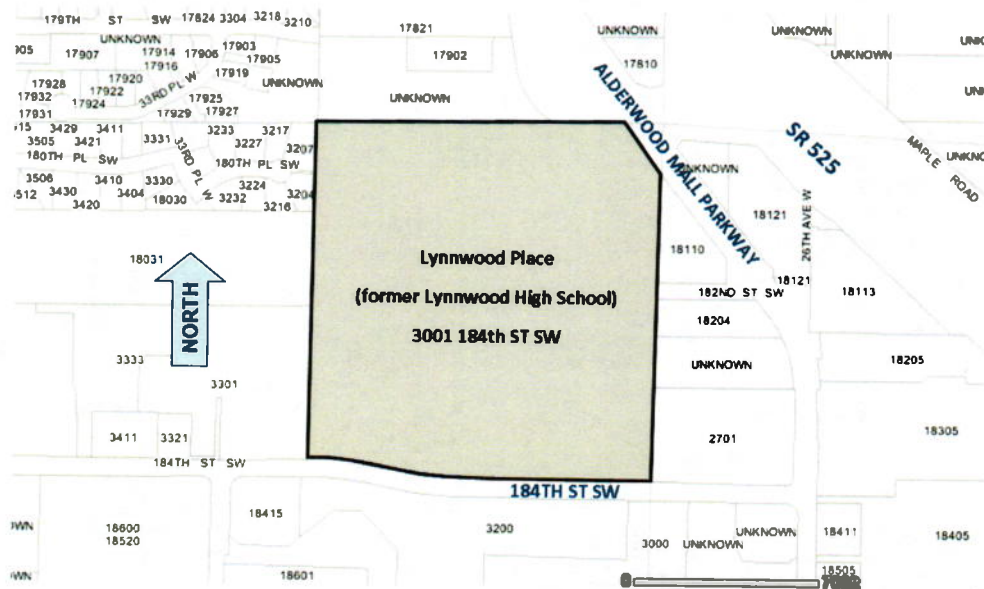 179TH ST SW 17824 3304 3218 3210
17821
UNKNOWN
UNKNOWN
UNKNOWN
17907 17914 17906 17903
17905
17902
UNKNOWN
17916
17810
17928 17920 17919 UNKNOWN
17932 17922
17924 33RD PL W 17925
UNKNOWN
ALDERWOOD MALL PARKWAY
SR 525
MAPLE ROAD
17931 17929 17927
3429 3411 3331 3233 3217
3505 3421 3227 3207
180TH PL SW 33RD PL W 180TH PL SW
3506 3410 3330 3224
3430 3404 3232 3204
3420 18030 3216
UNKNOWN
18121
26TH AVE W
18110
18031
NORTH
Lynnwood Place
(former Lynnwood High School)
3001 184th ST SW
18121
182ND ST SW 18113
18204
3333
UNKNOWN 18205
3301
3411 3321
2701 18305
184TH ST SW
184TH ST SW
18415
18600
18520
3200
3000 UNKNOWN
UNKNOWN 18411
18405
18601
18505
0